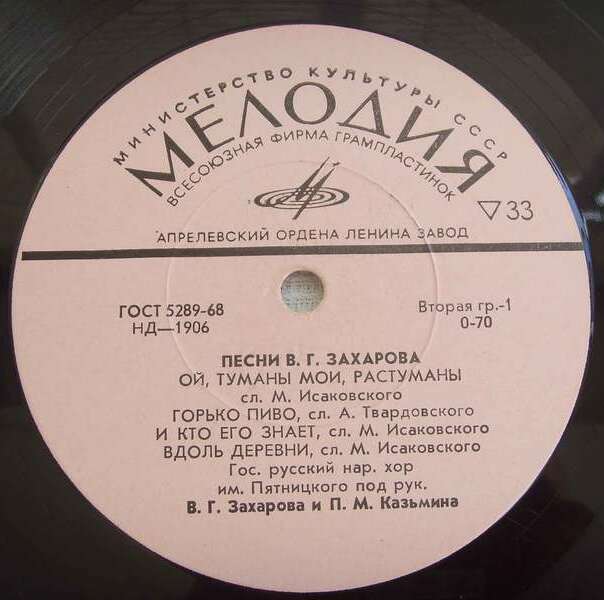 МИНИСТЕРСТВО КУЛЬТУРЫ СССР
МЕЛОДИЯ
ВСЕСОЮЗНАЯ ФИРМА ГРАМПЛАСТИНОК
▽33
АПРЕЛЕВСКИЙ ОРДЕНА ЛЕНИНА ЗАВОД
ГОСТ 5289-68
НД—1906
Вторая гр.-1
0-70
ПЕСНИ В. Г. ЗАХАРОВА
ОЙ, ТУМАНЫ МОИ, РАСТУМАНЫ
сл. М. Исаковского
ГОРЬКО ПИВО, сл. А. Твардовского
И КТО ЕГО ЗНАЕТ, сл. М. Исаковского
ВДОЛЬ ДЕРЕВНИ, сл. М. Исаковского
Гос. русский нар. хор
им. Пятницкого под рук.
В. Г. Захарова и П. М. Казьмина